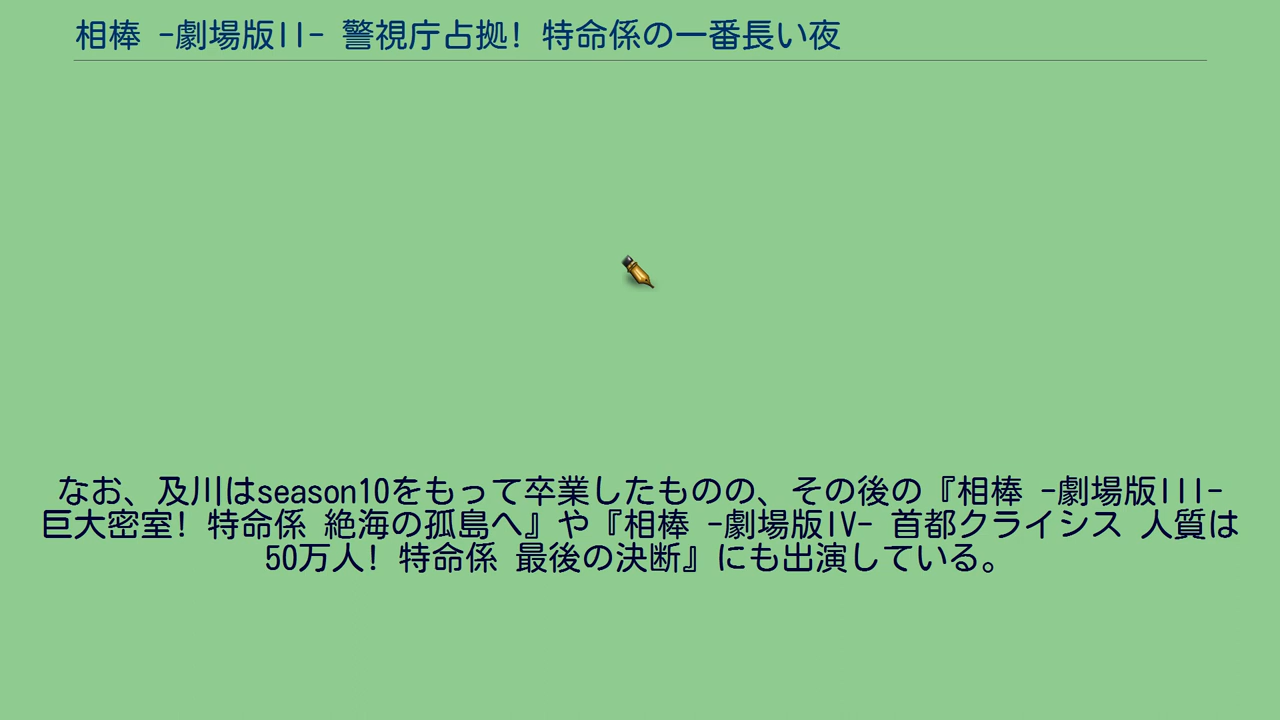 相棒 -劇場版II- 警視庁占拠! 特命係の一番長い夜
なお、及川はseason10をもって卒業したものの、その後の『相棒 -劇場版III-
巨大密室! 特命係 絶海の孤島へ』や『相棒 -劇場版IV- 首都クライシス 人質は
50万人! 特命係 最後の決断』にも出演している。